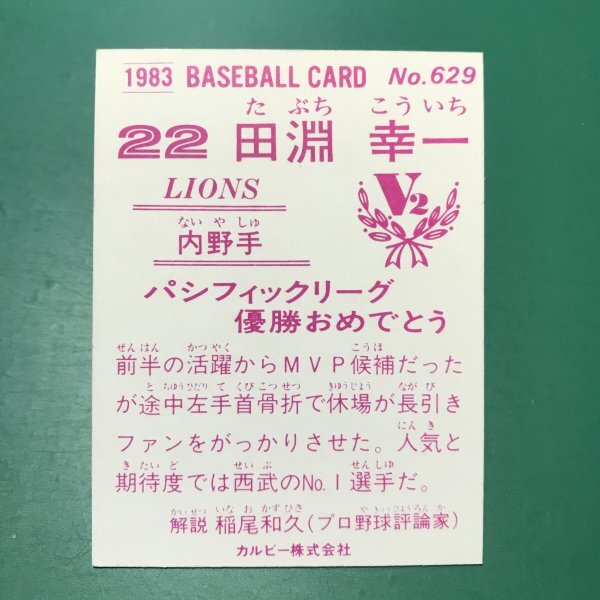 1983 BASEBALL CARD No.629
た ぶち こう いち
22 田淵 幸一
LIONS
V2
ない や しゅ
内野手
パシフィックリーグ
優勝おめでとう
ぜんはん かつやく こうほ
前半の活躍からMVP候補だった
と ちゆうひだり て くびこつせつ きゆうじょう ながび
が途中左手首骨折で休場が長引き
にん き
ファンをがっかりさせた。人気と
き たい ど せい ぶ せんしゅ
期待度では西武のNo.1選手だ。
かいせつ いな お かずひさ や きゅうひょうろん か
解説 稲尾和久(プロ野球評論家)
カルビー株式会社